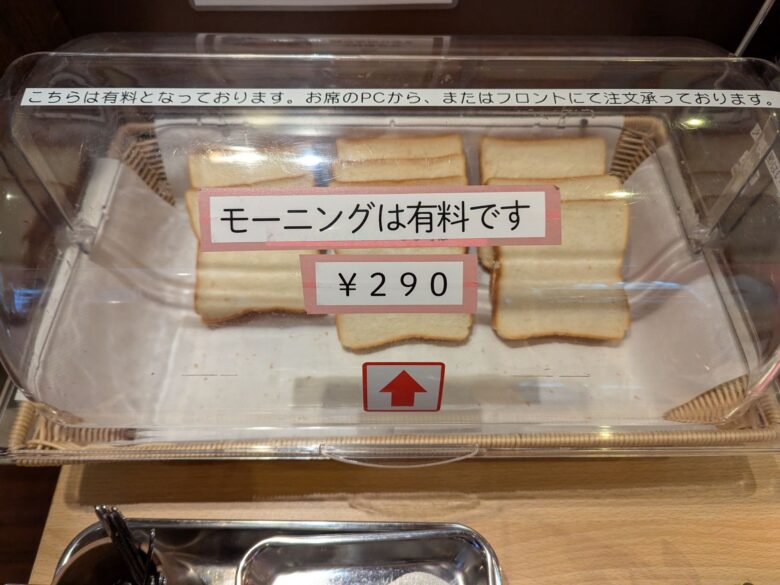 こちらは有料となっております。お席のPCから、またはフロントにて注文承っております。
モーニングは有料です
￥２９０